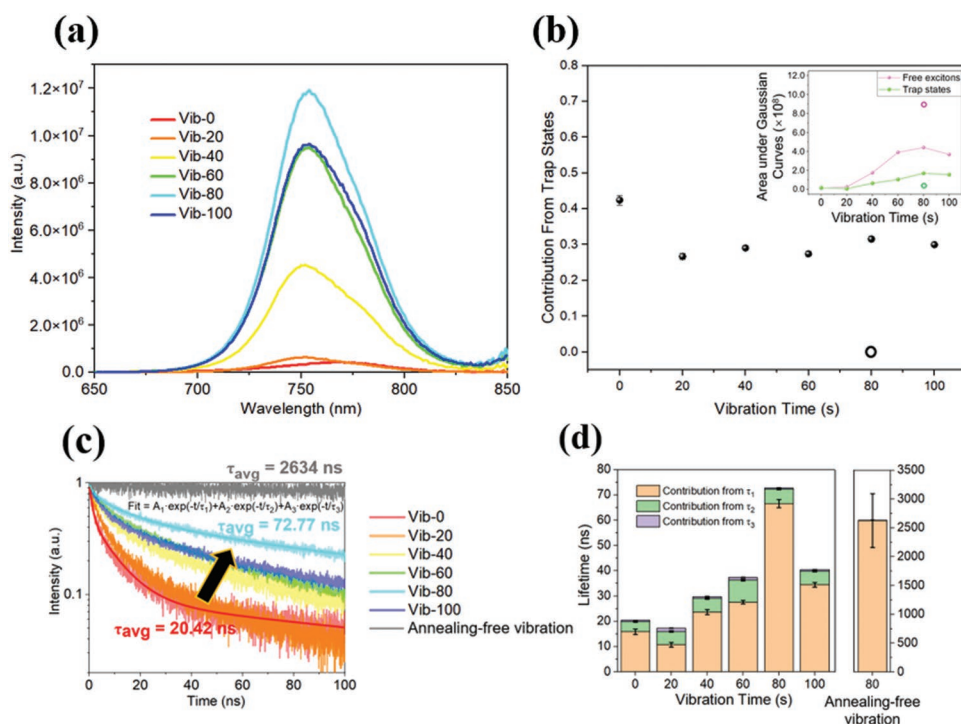 (a)
1.2×10⁷
1.0×10⁷
8.0×10⁶
6.0×10⁶
4.0×10⁶
2.0×10⁶
0.0
Intensity (a.u.)
Vib-0
Vib-20
Vib-40
Vib-60
Vib-80
Vib-100
650 700 750 800 850
Wavelength (nm)
(b)
0.8
0.7
0.6
0.5
0.4
0.3
0.2
0.1
0.0
Contribution From Trap States
0 20 40 60 80 100
Vibration Time (s)
Free excitons
Trap states
12.0
10.0
8.0
6.0
4.0
2.0
0.0
Area under Gaussian
Curves (×10⁸)
0 20 40 60 80 100
Vibration Time (s)
(c)
1
0.1
Intensity (a.u.)
τavg = 2634 ns
Fit = A₁·exp(-t/τ₁)+A₂·exp(-t/τ₂)+A₃·exp(-t/τ₃)
τavg = 72.77 ns
τavg = 20.42 ns
0 20 40 60 80 100
Time (ns)
Vib-0
Vib-20
Vib-40
Vib-60
Vib-80
Vib-100
Annealing-free vibration
(d)
80
70
60
50
40
30
20
10
0
Lifetime (ns)
Contribution from τ₁
Contribution from τ₂
Contribution from τ₃
0 20 40 60 80 100
Vibration Time (s)
3500
3000
2500
2000
1500
1000
500
0
80
Annealing-free
vibration